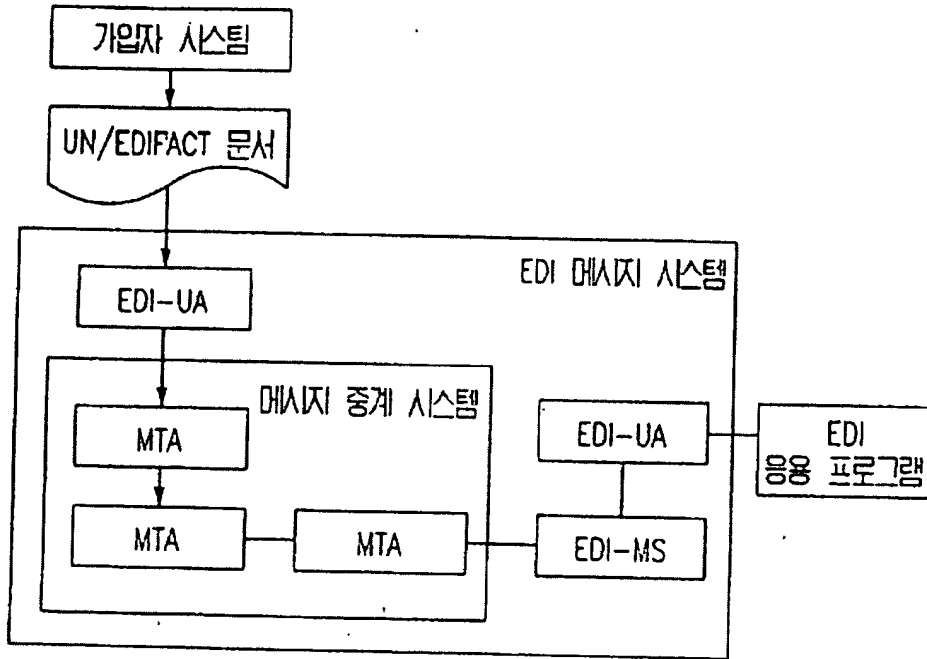 가입자 시스팀
UN/EDIFACT 문서
EDI 메시지 시스템
EDI-UA
메시지 중계 시스템
MTA
EDI-UA
EDI
응용 프로그램
MTA
MTA
EDI-MS